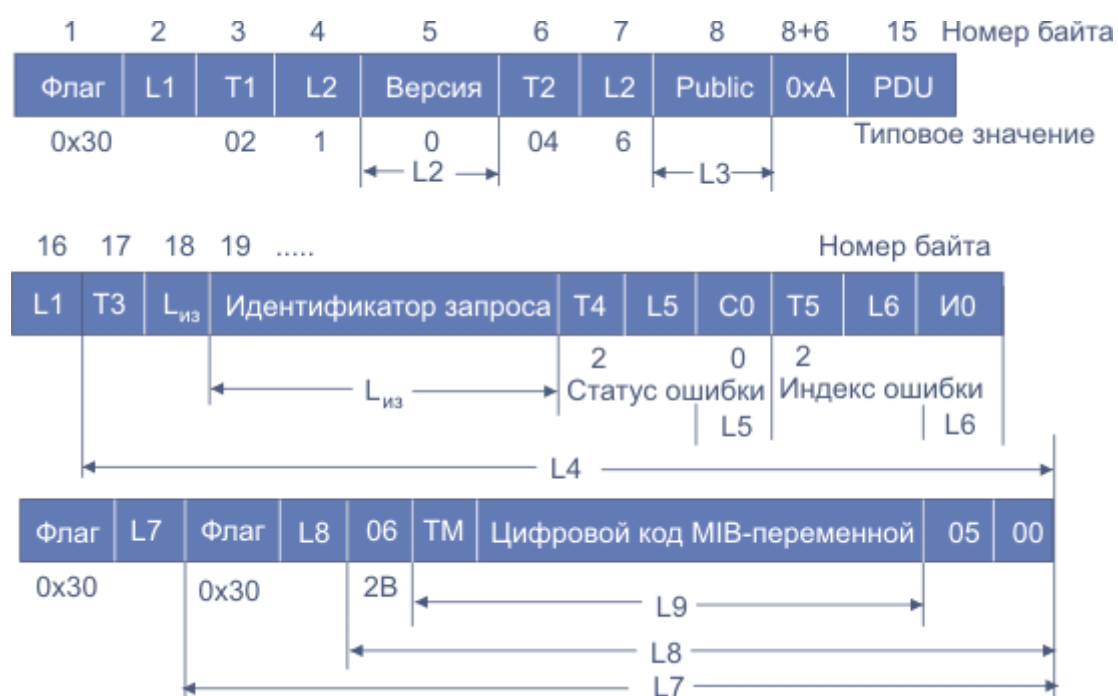 1 2 3 4 5 6 7 8 8+6 15 Номер байта
Флаг L1 T1 L2 Версия T2 L2 Public 0xA PDU
0x30 02 1 0 04 6 Типовое значение
L2 L3
16 17 18 19 ..... Номер байта
L1 T3 Lиз Идентификатор запроса T4 L5 C0 T5 L6 И0
2 0 2
Lиз Статус ошибки Индекс ошибки
L5 L6
L4
Флаг L7 Флаг L8 06 TM Цифровой код MIB-переменной 05 00
0x30 0x30 2B
L9
L8
L7